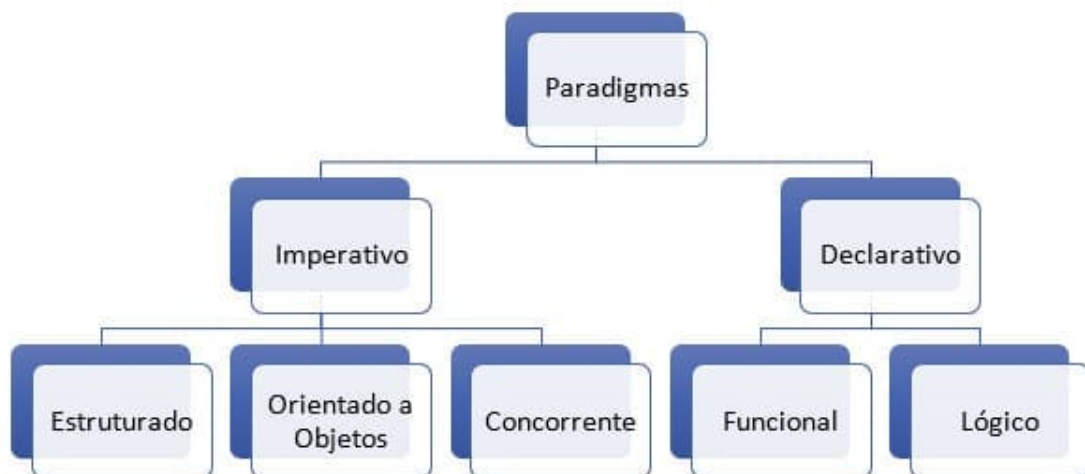 Paradigmas
Imperativo
Declarativo
Estruturado
Orientado a
Objetos
Concorrente
Funcional
Lógico